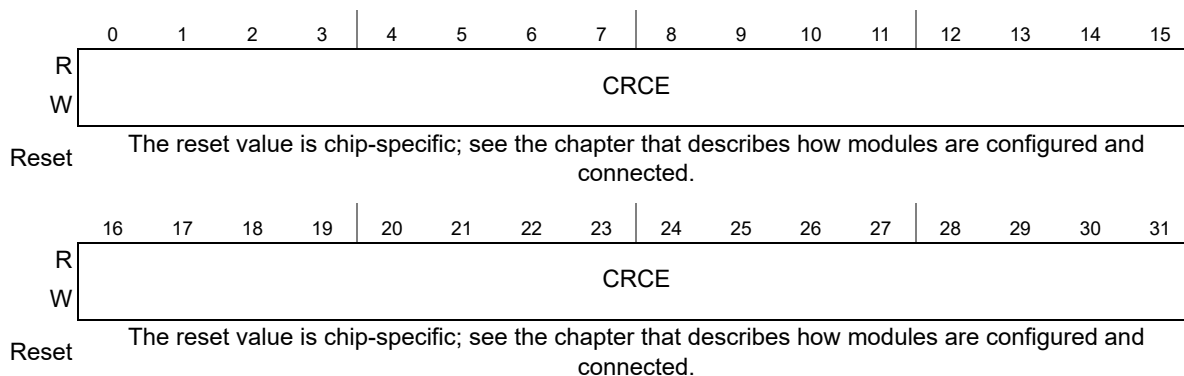 0 1 2 3 4 5 6 7 8 9 10 11 12 13 14 15
R
CRCE
W
Reset
The reset value is chip-specific; see the chapter that describes how modules are configured and
connected.
16 17 18 19 20 21 22 23 24 25 26 27 28 29 30 31
R
CRCE
W
Reset
The reset value is chip-specific; see the chapter that describes how modules are configured and
connected.